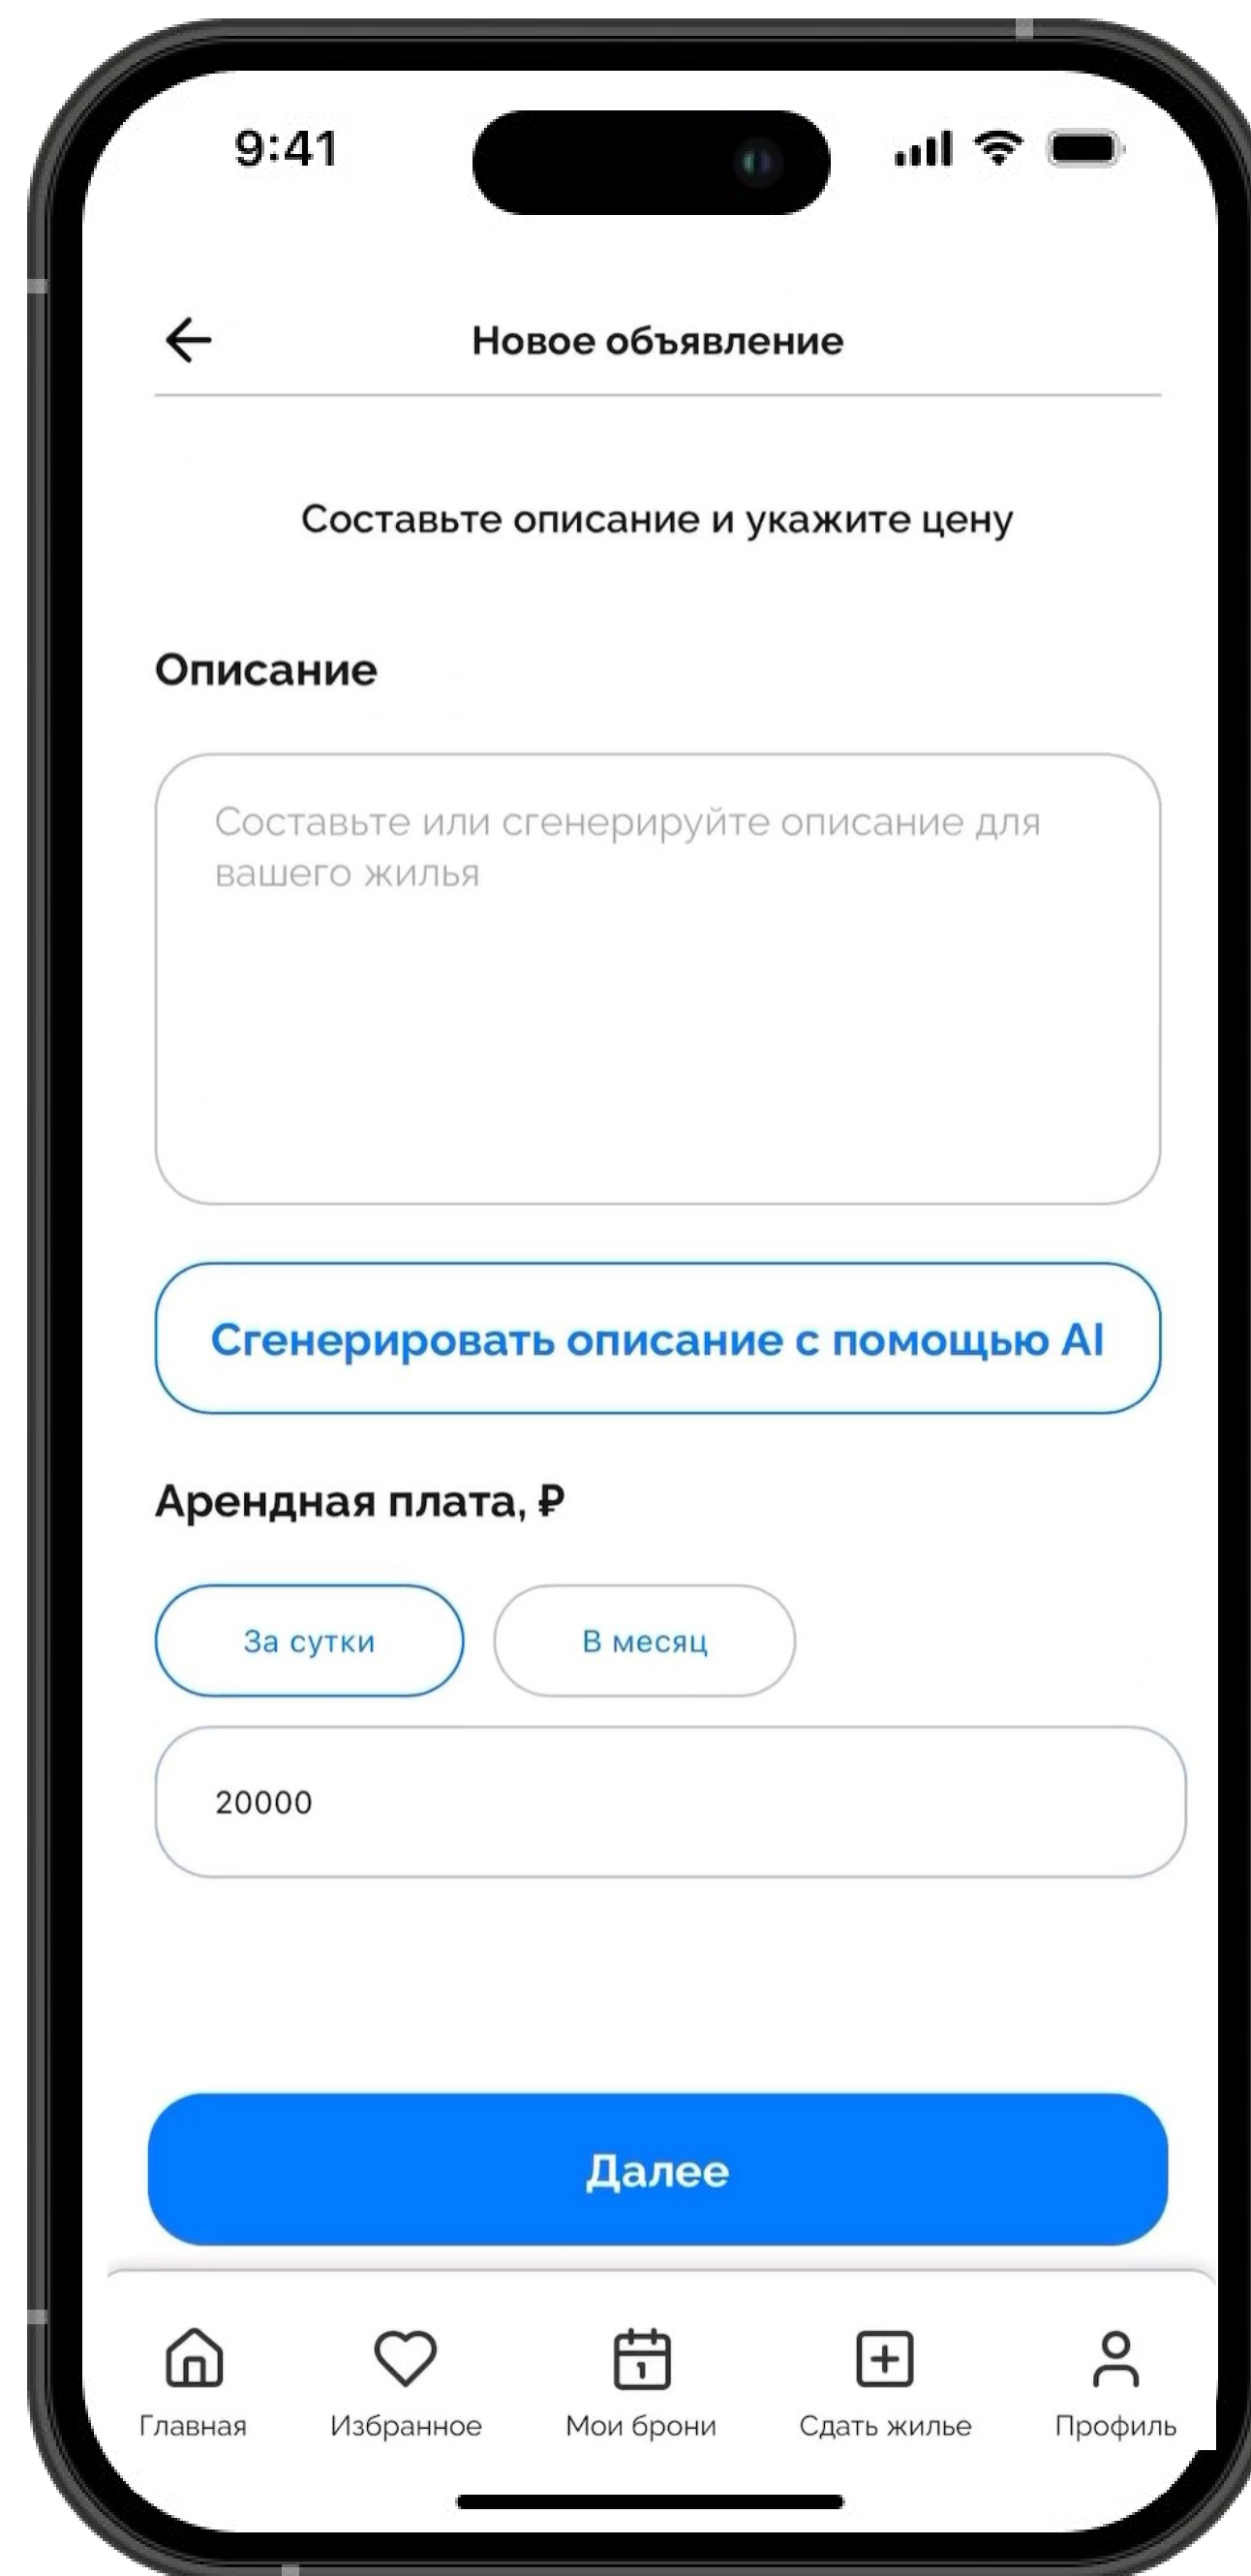 9:41
Новое объявление
Составьте описание и укажите цену
Описание
Составьте или сгенерируйте описание для
вашего жилья
Сгенерировать описание с помощью AI
Арендная плата, ₽
За сутки В месяц
20000
Далее
1
Главная Избранное Мои брони Сдать жилье Профиль